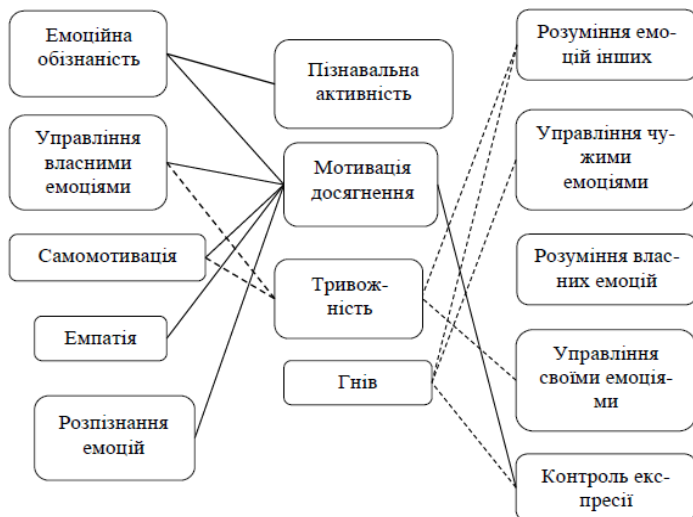 Емоційна
обізнаність
Управління
власними
емоціями
Самомотивація
Емпатія
Розпізнання
емоцій
Пізнавальна
активність
Мотивація
досягнення
Тривож-
ність
Гнів
Розуміння емо-
цій інших
Управління чу-
жими
емоціями
Розуміння влас-
них емоцій
Управління
своїми емоція-
ми
Контроль екс-
пресії